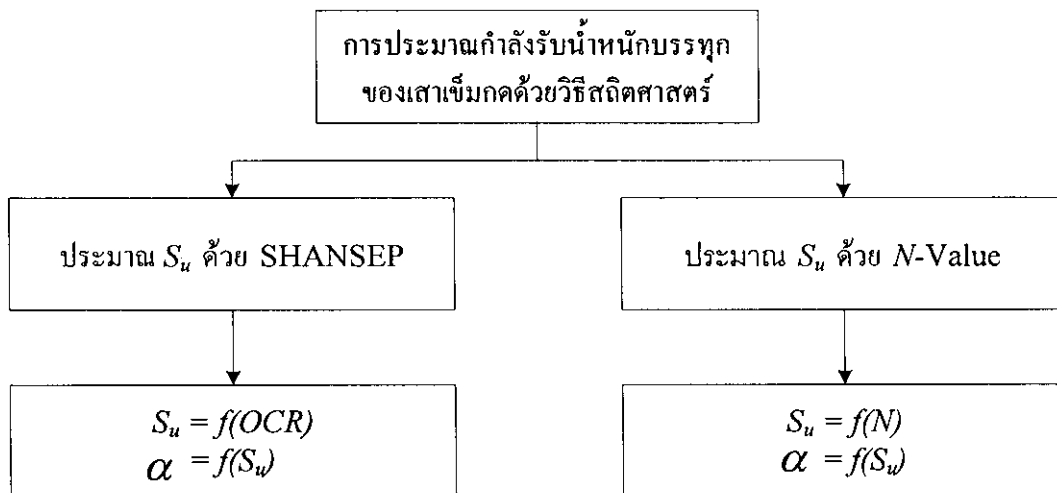 การประมาณกำลังรับน้ำหนักบรรทุก
ของเสาเข็มกดด้วยวิธีสถิตศาสตร์
ประมาณ Su ด้วย SHANSEP
ประมาณ Su ด้วย N-Value
Su = f(OCR)
α = f(Su)
Su = f(N)
α = f(Su)